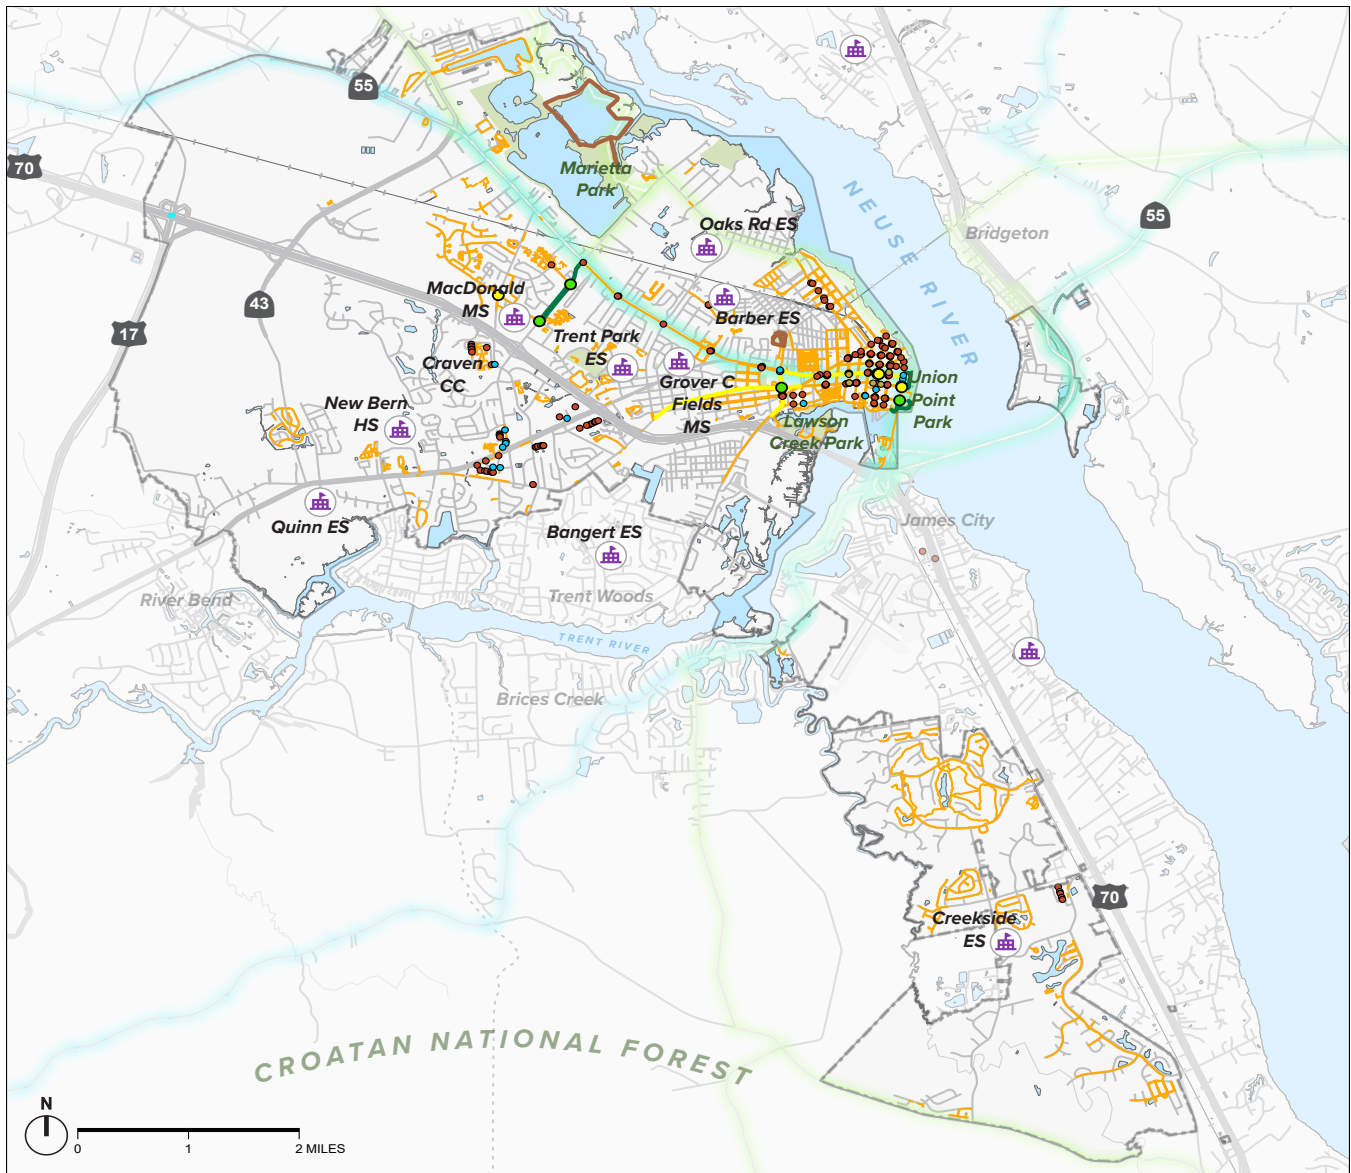 55
70
Marietta
Park
NEUSE RIVER
55
Oaks Rd ES
Bridgeton
MacDonald
MS
43
17
Barber ES
Trent Park
ES
Craven
CC
Grover C
Fields
MS
Union
Point
Park
New Bern
HS
Lawson
Creek Park
Quinn ES
Bangert ES
James City
River Bend
Trent Woods
TRENT RIVER
Brices Creek
70
Creekside
ES
CROATAN NATIONAL FOREST
N
0 1 2 MILES